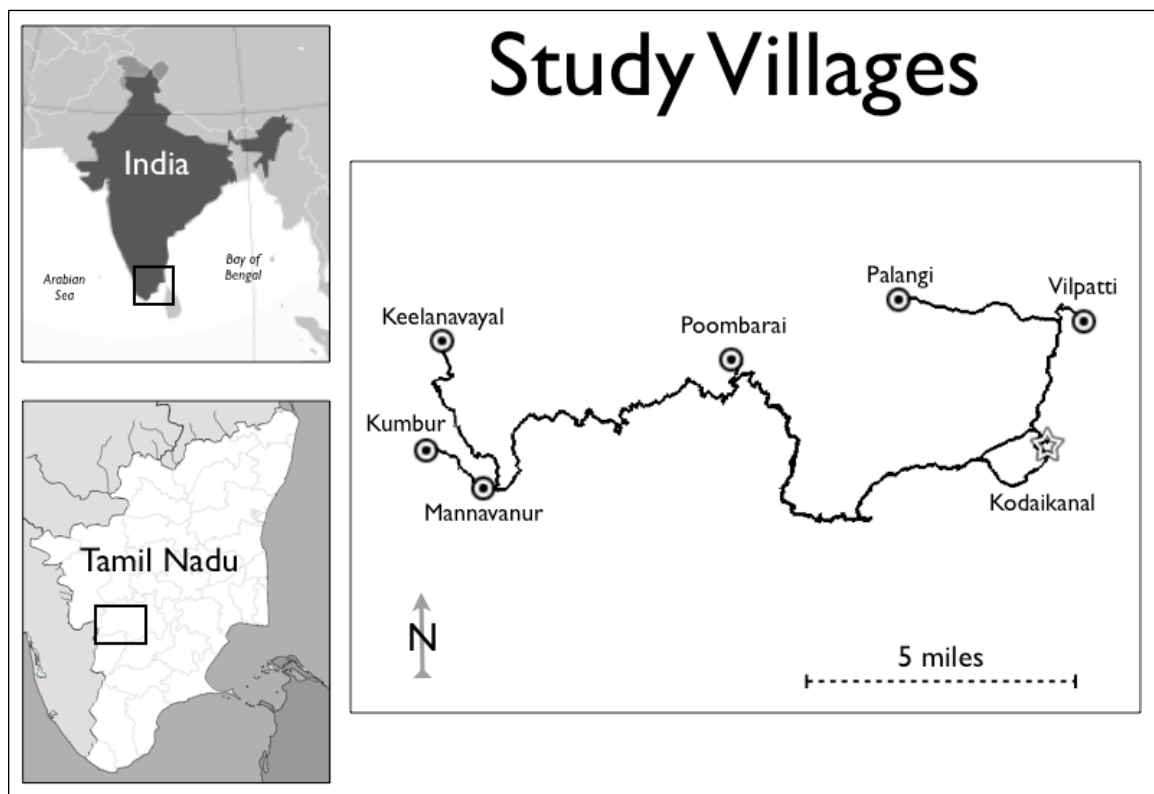 Study Villages
India
Arabian
Sea
Bay of
Bengal
Tamil Nadu
Palangi
Vilpatti
Keelanavayal
Poombarai
Kumbur
Mannavanur
Kodaikanal
N
5 miles